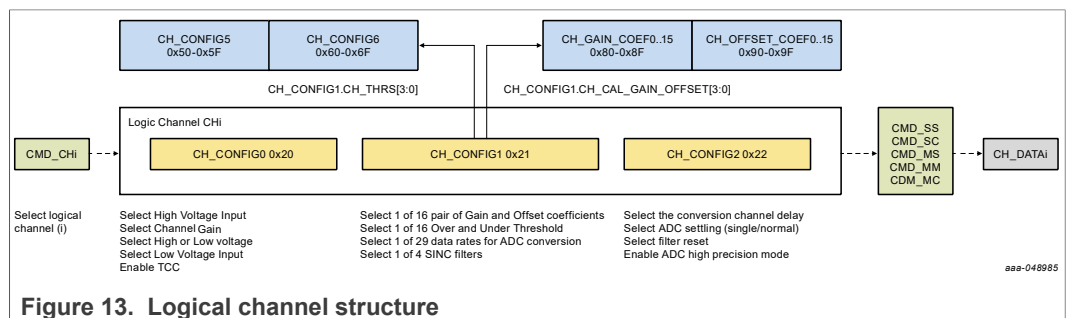 CH_CONFIG5
0x50-0x5F
CH_CONFIG6
0x60-0x6F
CH_GAIN_COEF0..15
0x80-0x8F
CH_OFFSET_COEF0..15
0x90-0x9F
CH_CONFIG1.CH_THRS[3:0]
CH_CONFIG1.CH_CAL_GAIN_OFFSET[3:0]
Logic Channel CHi
CMD_CHi
CH_CONFIG0 0x20
CH_CONFIG1 0x21
CH_CONFIG2 0x22
CMD_SS
CMD_SC
CMD_MS
CMD_MM
CDM_MC
CH_DATAi
Select logical
channel (i)
Select High Voltage Input
Select Channel Gain
Select High or Low voltage
Select Low Voltage Input
Enable TCC
Select 1 of 16 pair of Gain and Offset coefficients
Select 1 of 16 Over and Under Threshold
Select 1 of 29 data rates for ADC conversion
Select 1 of 4 SINC filters
Select the conversion channel delay
Select ADC settling (single/normal)
Select filter reset
Enable ADC high precision mode
aaa-048985
Figure 13. Logical channel structure